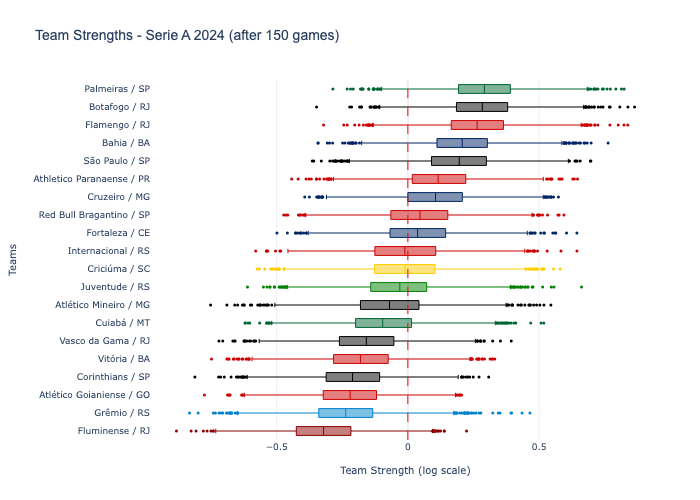 Team Strengths - Serie A 2024 (after 150 games)
Palmeiras / SP
Botafogo / RJ
Flamengo / RJ
Bahia / BA
São Paulo / SP
Athletico Paranaense / PR
Cruzeiro / MG
Red Bull Bragantino / SP
Fortaleza / CE
Internacional / RS
Criciúma / SC
Juventude / RS
Atlético Mineiro / MG
Cuiabá / MT
Vasco da Gama / RJ
Vitória / BA
Corinthians / SP
Atlético Goianiense / GO
Grêmio / RS
Fluminense / RJ
Teams
−0.5 0 0.5
Team Strength (log scale)